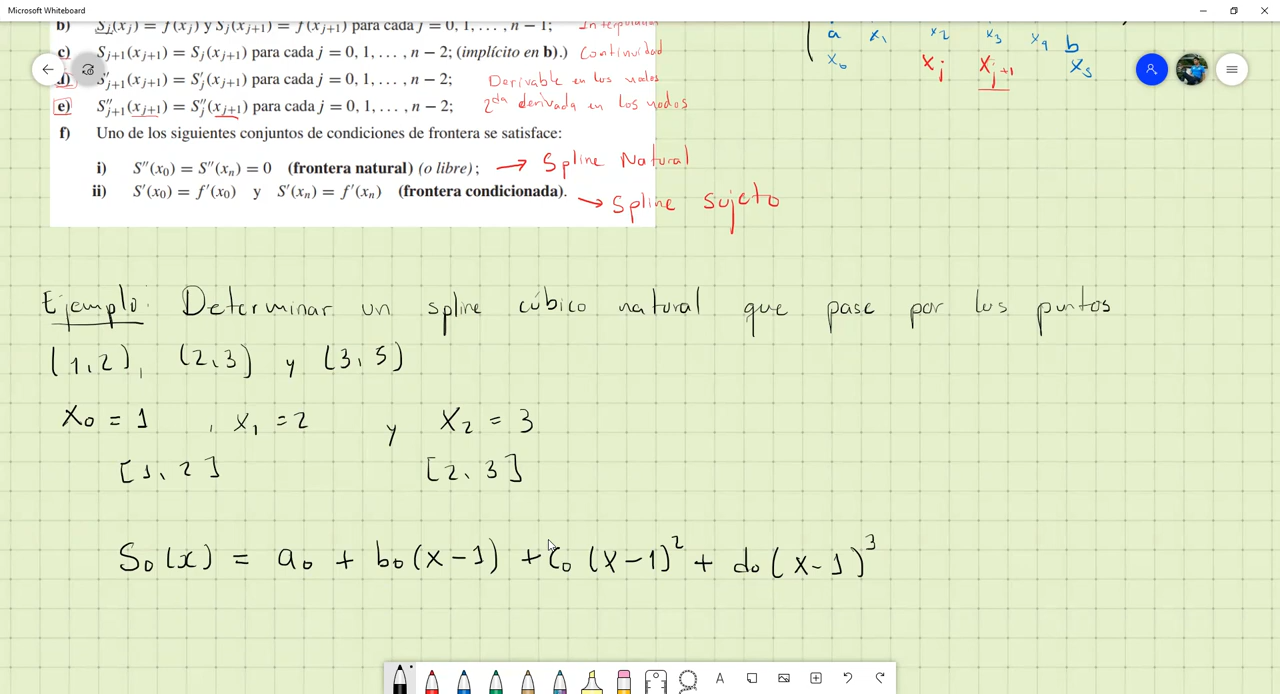 Microsoft Whiteboard
b) Sj(xj) = f(xj) y Sj(xj+1) = f(xj+1) para cada j = 0, 1, . . . , n − 1;
c) Sj+1(xj+1) = Sj(xj+1) para cada j = 0, 1, . . . , n − 2; (implícito en b).) Continuidad
S′j+1(xj+1) = S′j(xj+1) para cada j = 0, 1, . . . , n − 2; Derivable en los nodos
e) S″j+1(xj+1) = S″j(xj+1) para cada j = 0, 1, . . . , n − 2; 2da derivada en los nodos
f) Uno de los siguientes conjuntos de condiciones de frontera se satisface:
i) S″(x0) = S″(xn) = 0 (frontera natural) (o libre); → Spline Natural
ii) S′(x0) = f′(x0) y S′(xn) = f′(xn) (frontera condicionada). → Spline sujeto
a x1 x2 x3 x4 b
x0 xj xj+1 x5
Ejemplo: Determinar un spline cúbico natural que pase por los puntos
(1,2), (2,3) y (3,5)
x0 = 1 , x1 = 2 y x2 = 3
[1, 2] [2, 3]
S0(x) = a0 + b0(x-1) + c0(x-1)² + d0(x-1)³
A